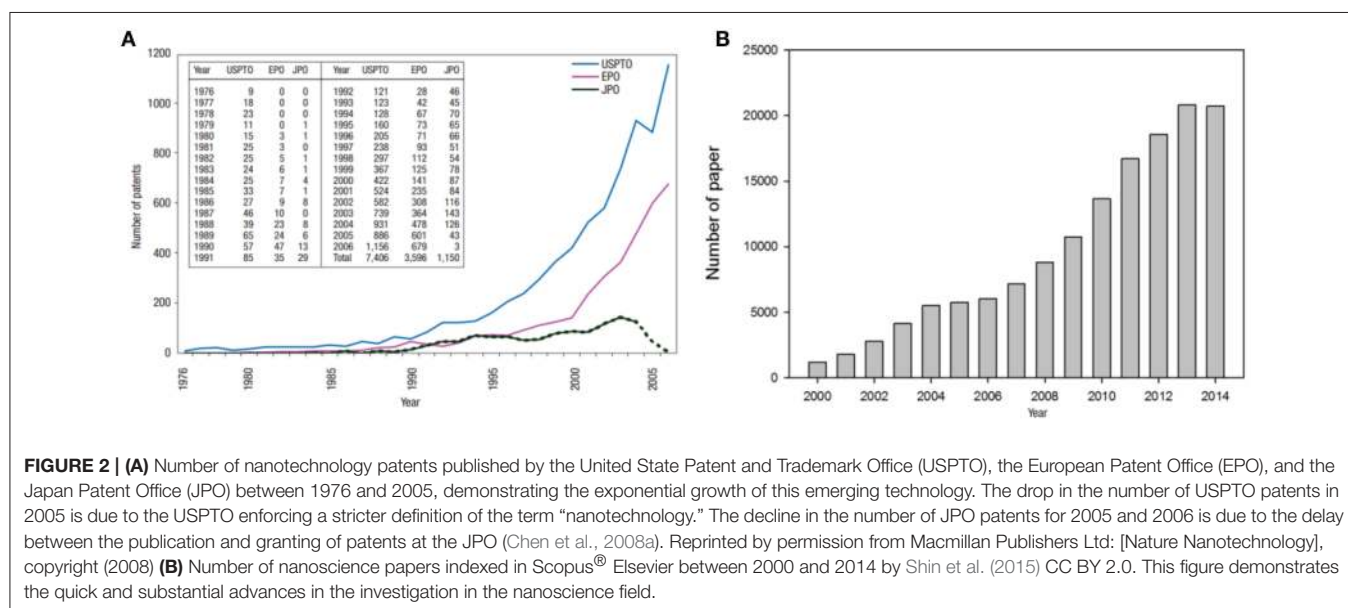 A
1200
1000
800
600
400
200
0
Number of patents
Year USPTO EPO JPO Year USPTO EPO JPO
1976 9 0 0 1992 121 28 46
1977 18 0 0 1993 123 42 45
1978 23 0 0 1994 128 67 70
1979 11 0 1 1995 160 73 65
1980 15 3 1 1996 205 71 66
1981 25 3 0 1997 238 93 51
1982 25 5 1 1998 297 112 54
1983 24 6 1 1999 367 125 78
1984 25 7 4 2000 422 141 87
1985 33 7 1 2001 524 235 84
1986 27 9 8 2002 582 308 116
1987 46 10 0 2003 739 364 143
1988 39 23 8 2004 931 478 126
1989 65 24 6 2005 886 601 43
1990 57 47 13 2006 1,156 679 3
1991 85 35 29 Total 7,406 3,596 1,150
USPTO
EPO
JPO
1976
1980
1985
1990
1995
2000
2005
Year
B
25000
20000
15000
10000
5000
0
Number of paper
2000 2002 2004 2006 2008 2010 2012 2014
Year
FIGURE 2 | (A) Number of nanotechnology patents published by the United State Patent and Trademark Office (USPTO), the European Patent Office (EPO), and the
Japan Patent Office (JPO) between 1976 and 2005, demonstrating the exponential growth of this emerging technology. The drop in the number of USPTO patents in
2005 is due to the USPTO enforcing a stricter definition of the term “nanotechnology.” The decline in the number of JPO patents for 2005 and 2006 is due to the delay
between the publication and granting of patents at the JPO (Chen et al., 2008a). Reprinted by permission from Macmillan Publishers Ltd: [Nature Nanotechnology],
copyright (2008) (B) Number of nanoscience papers indexed in Scopus® Elsevier between 2000 and 2014 by Shin et al. (2015) CC BY 2.0. This figure demonstrates
the quick and substantial advances in the investigation in the nanoscience field.